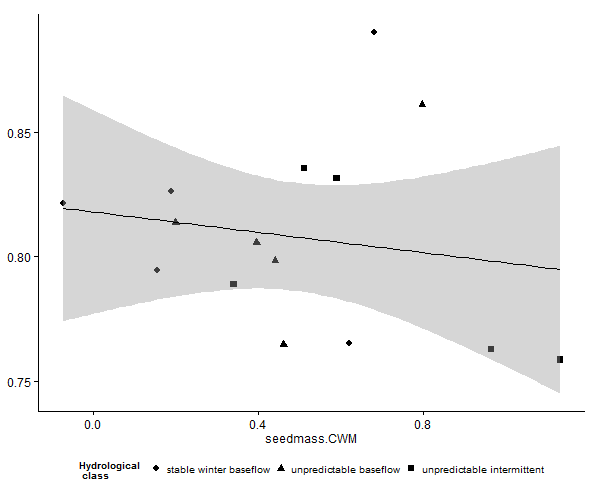 0.85
0.80
0.75
0.0 0.4 0.8
seedmass.CWM
Hydrological
class
stable winter baseflow unpredictable baseflow unpredictable intermittent